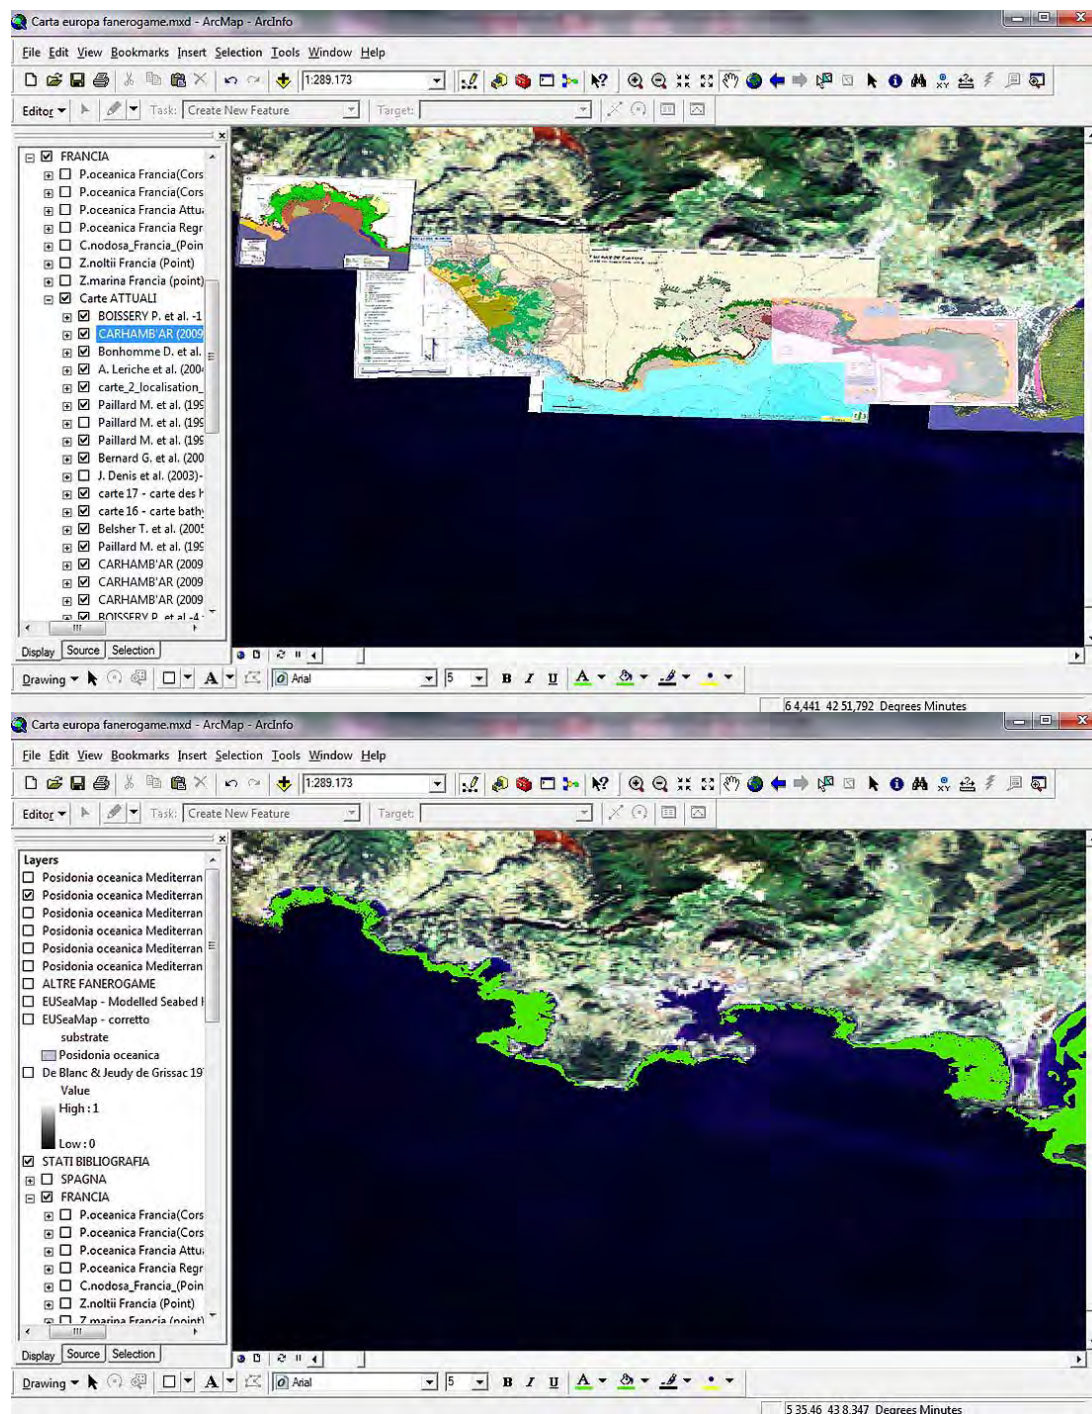 Carta europa fanerogame.mxd - ArcMap - ArcInfo
File Edit View Bookmarks Insert Selection Tools Window Help
1:289.173
Editor Task: Create New Feature Target:
FRANCIA
P.oceanica Francia(Cors
P.oceanica Francia(Cors
P.oceanica Francia Attu
P.oceanica Francia Regr
C.nodosa_Francia_(Poin
Z.noltii Francia (Point)
Z.marina Francia (point)
Carte ATTUALI
BOISSERY P. et al. -1
CARHAMB'AR (2009
Bonhomme D. et al.
A. Leriche et al. (200
carte_2_localisation_
Paillard M. et al. (199
Paillard M. et al. (199
Paillard M. et al. (199
Bernard G. et al. (200
J. Denis et al. (2003)-
carte 17 - carte des h
carte 16 - carte bath
Belsher T. et al. (2005
Paillard M. et al. (199
CARHAMB'AR (2009
CARHAMB'AR (2009
CARHAMB'AR (2009
BOISSERY P. et al. -4
Display Source Selection
Drawing A Arial 5 B I U A
6 4,441 42 51,792 Degrees Minutes
Carta europa fanerogame.mxd - ArcMap - ArcInfo
File Edit View Bookmarks Insert Selection Tools Window Help
1:289.173
Editor Task: Create New Feature Target:
Layers
Posidonia oceanica Mediterran
Posidonia oceanica Mediterran
Posidonia oceanica Mediterran
Posidonia oceanica Mediterran
Posidonia oceanica Mediterran
Posidonia oceanica Mediterran
ALTRE FANEROGAME
EUSeaMap - Modelled Seabed H
EUSeaMap - corretto
substrate
Posidonia oceanica
De Blanc & Jeudy de Grissac 19
Value
High : 1
Low : 0
STATI BIBLIOGRAFIA
SPAGNA
FRANCIA
P.oceanica Francia(Cors
P.oceanica Francia(Cors
P.oceanica Francia Attu
P.oceanica Francia Regr
C.nodosa_Francia_(Poin
Z.noltii Francia (Point)
Z.marina Francia (point)
Display Source Selection
Drawing A Arial 5 B I U A
5 35,46 43 8,347 Degrees Minutes